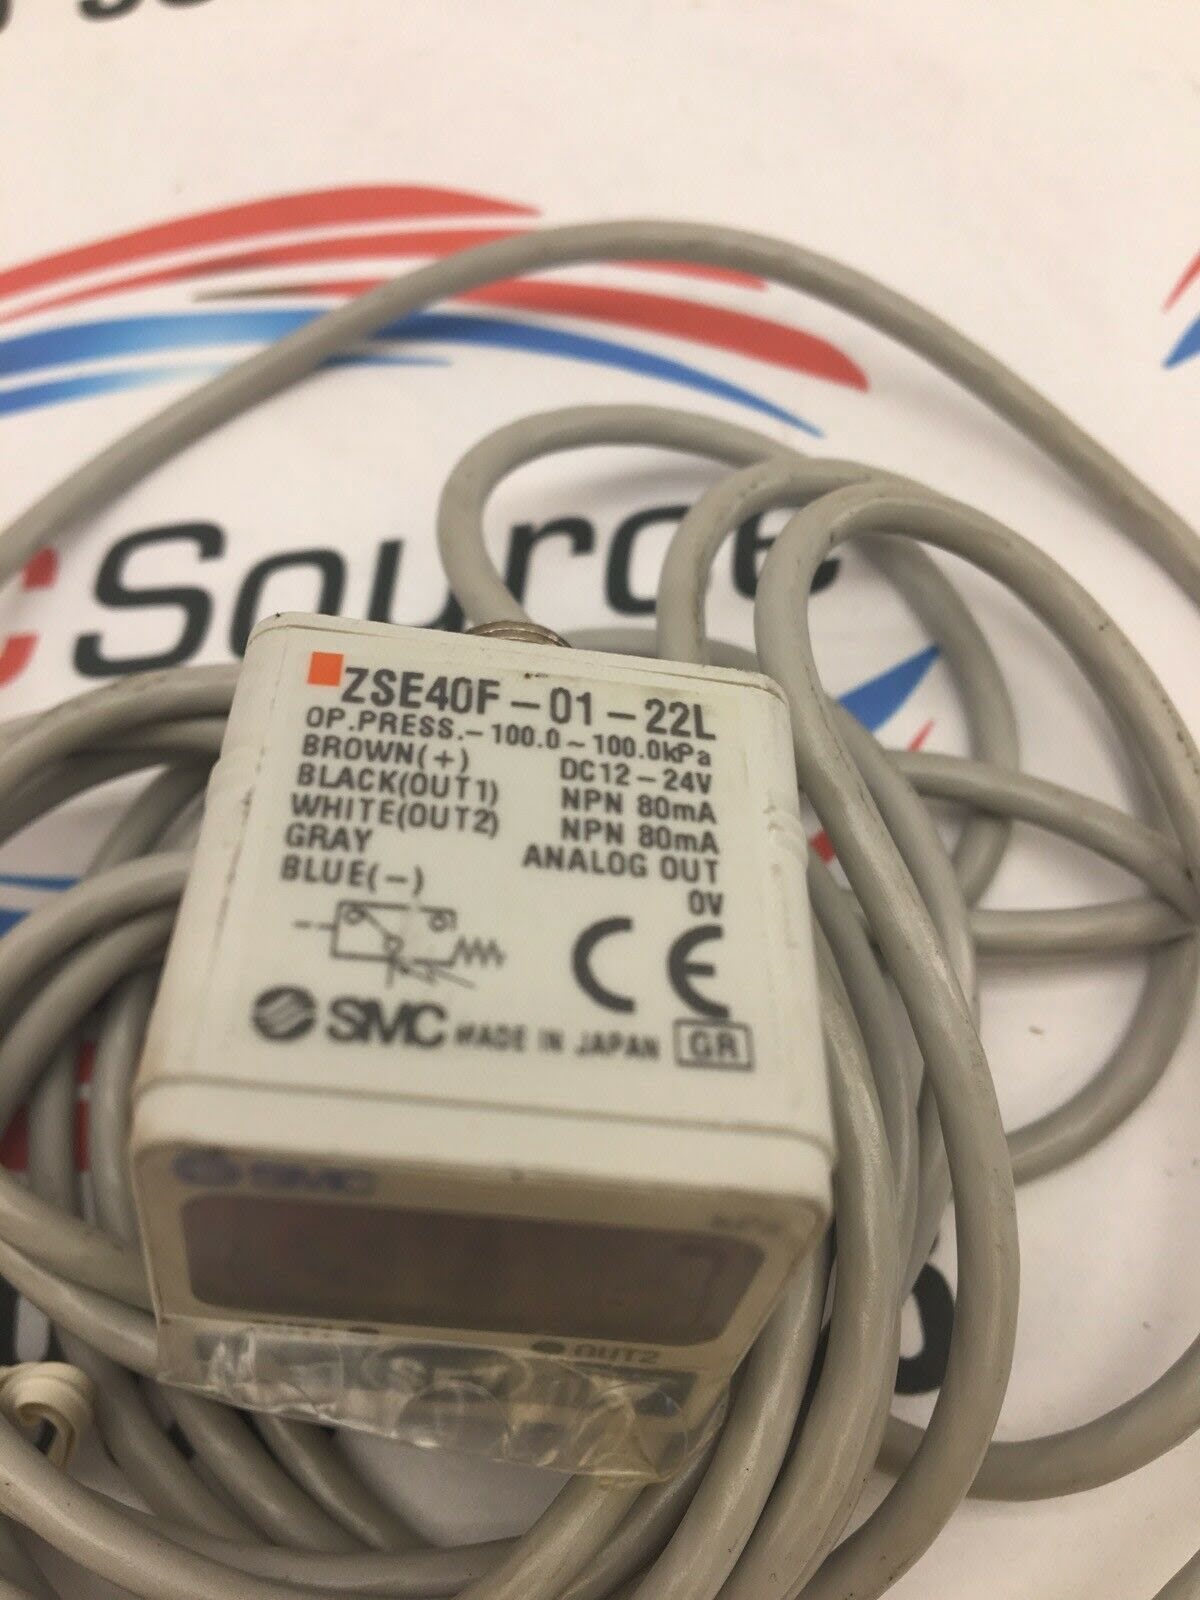 Source
ZSE40F-01-22L
OP.PRESS.-100.0~100.0kPa
BROWN(+) DC12-24V
BLACK(OUT1) NPN 80mA
WHITE(OUT2) NPN 80mA
GRAY ANALOG OUT
BLUE(-) 0V
CE
SMC MADE IN JAPAN GR
SMC
OUT2